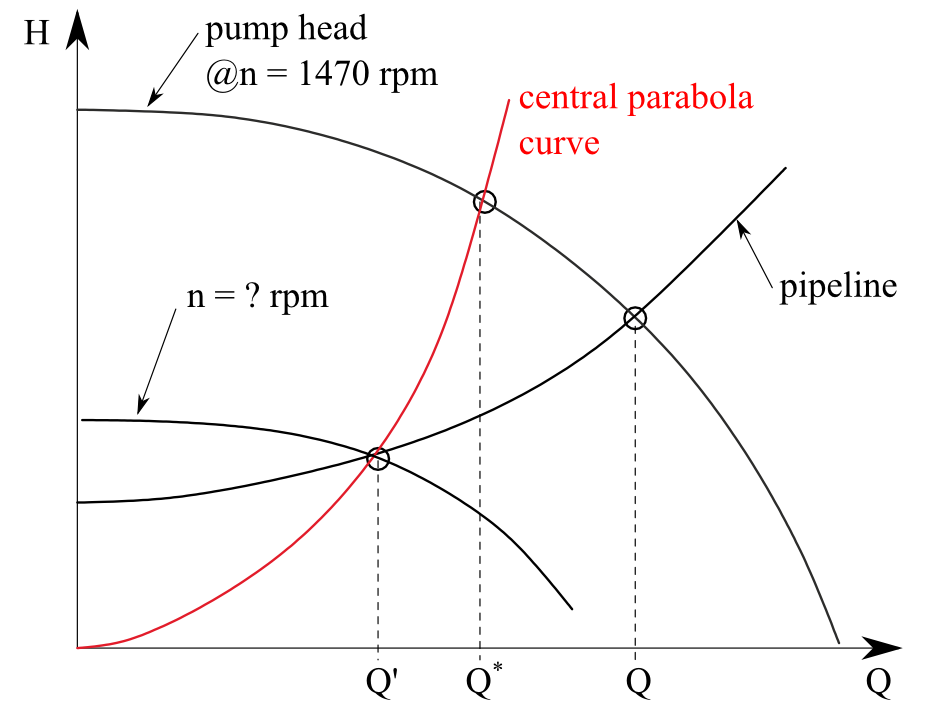 H
pump head
@n = 1470 rpm
central parabola
curve
n = ? rpm
pipeline
Q'
Q*
Q
Q